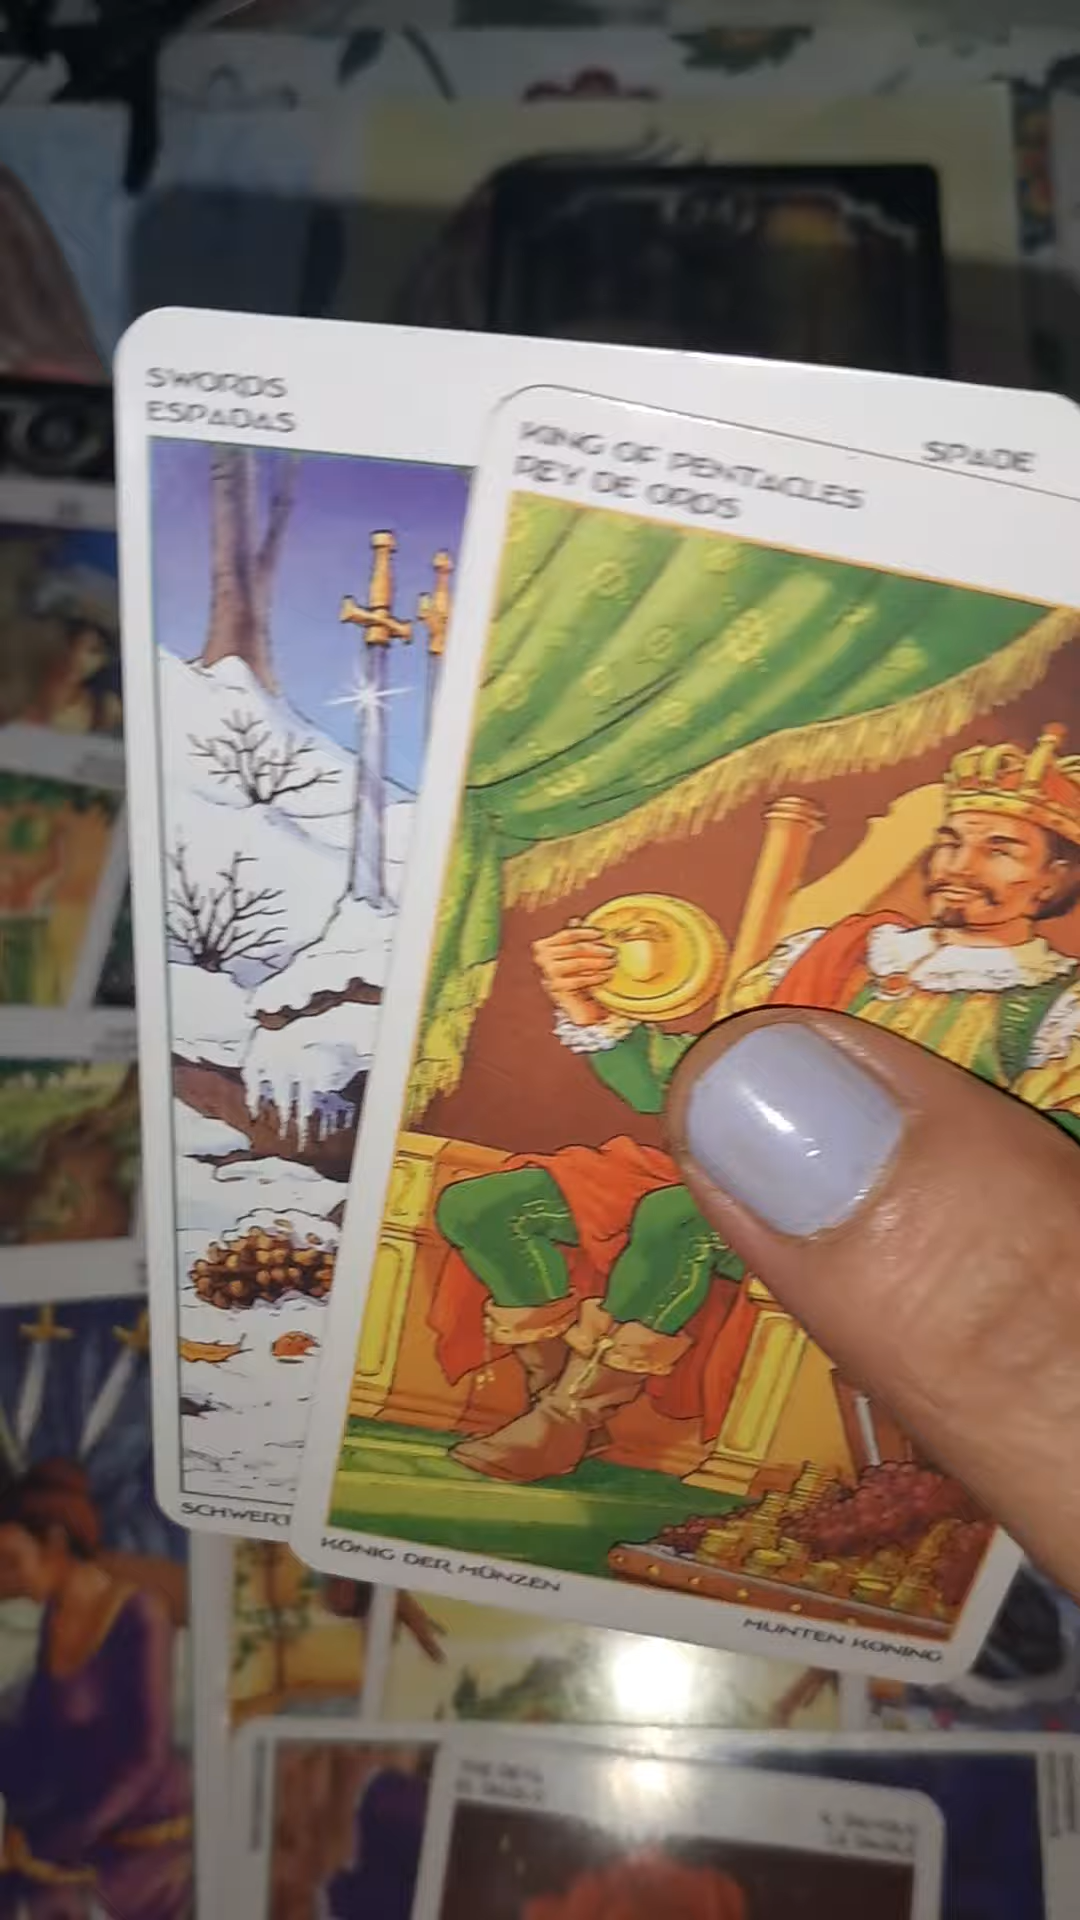 SWORDS
ESPADAS
SPADE
KING OF PENTACLES
REY DE OROS
SCHWERT
KÖNIG DER MÜNZEN
MUNTEN KONING